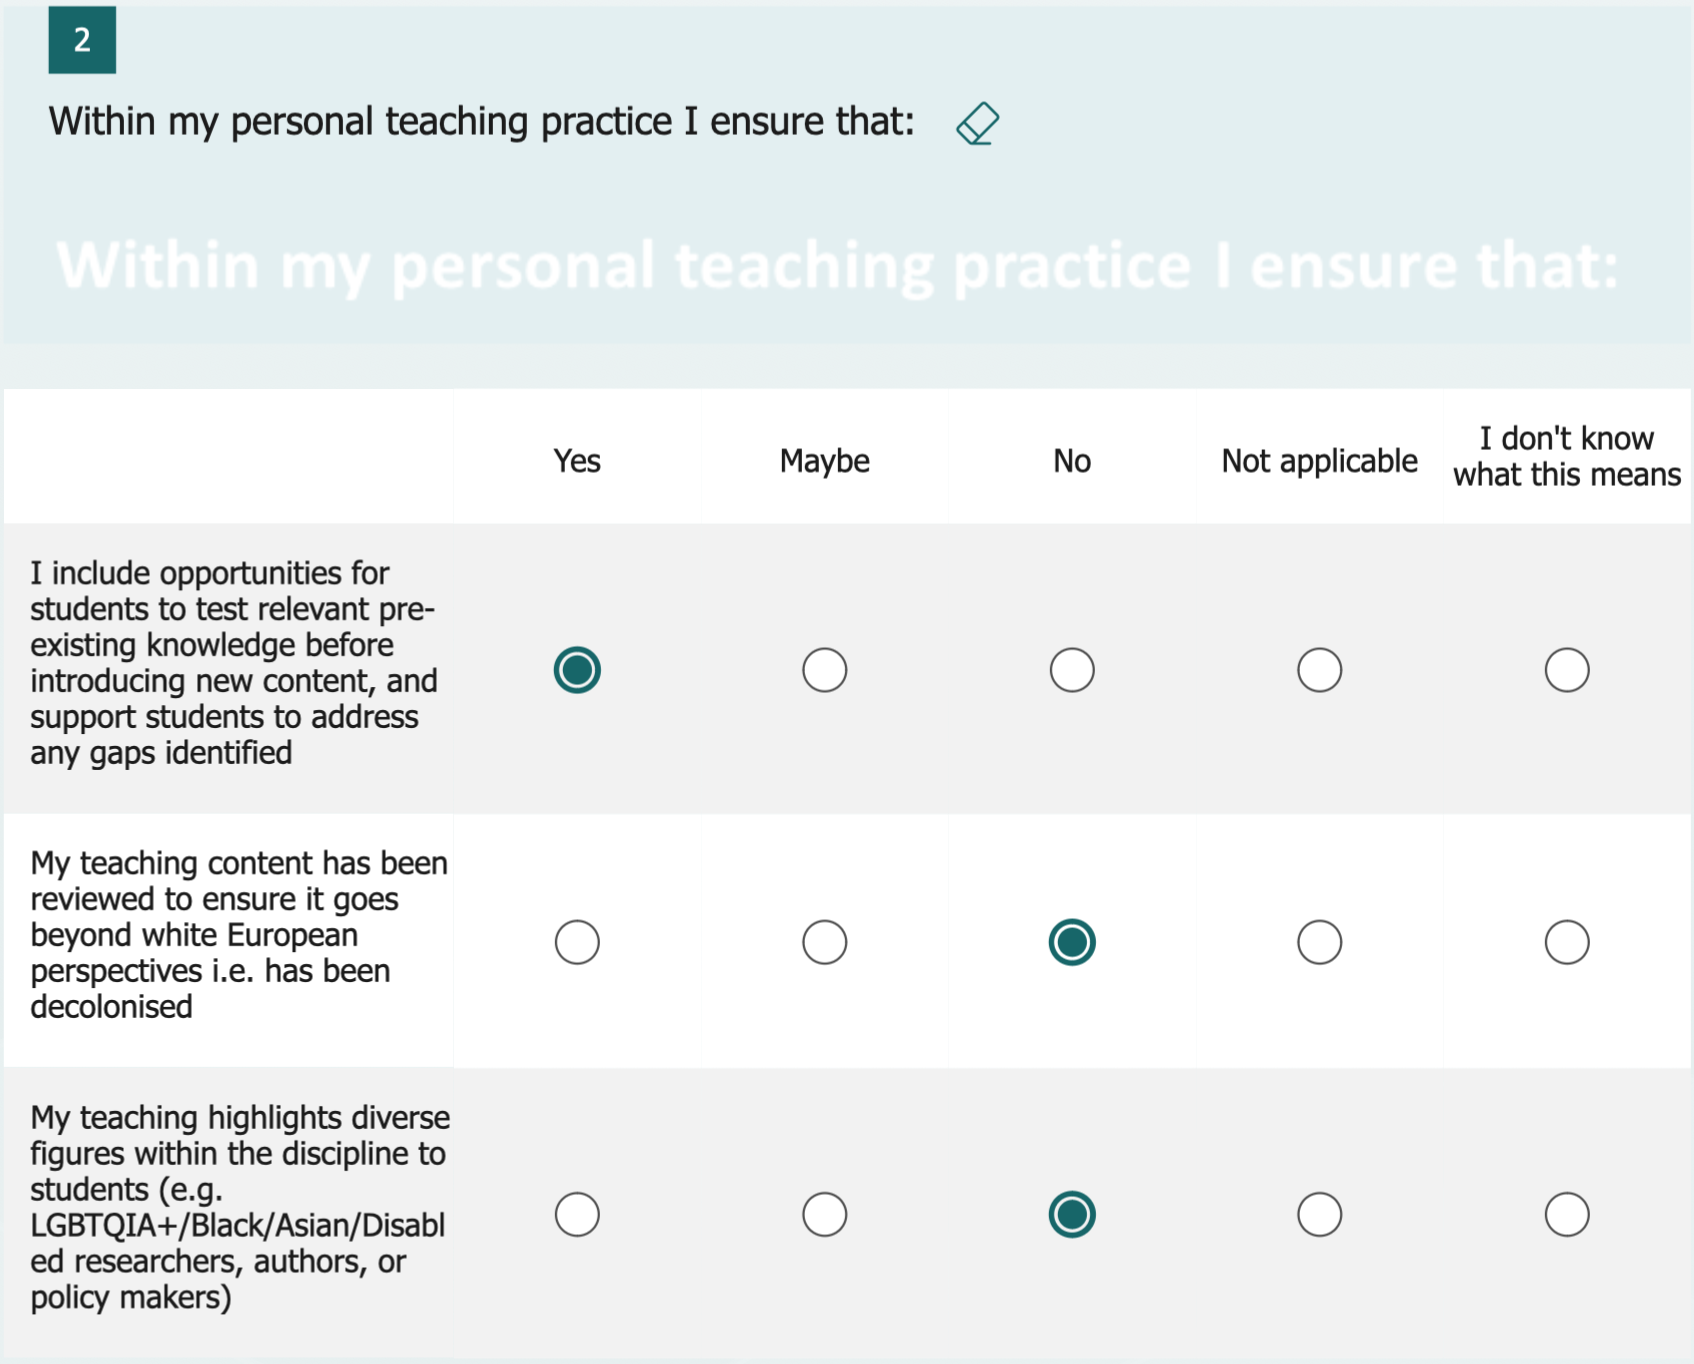 2
Within my personal teaching practice I ensure that:
Within my personal teaching practice I ensure that:
Yes
Maybe
No
Not applicable
I don't know
what this means
I include opportunities for
students to test relevant pre-
existing knowledge before
introducing new content, and
support students to address
any gaps identified
My teaching content has been
reviewed to ensure it goes
beyond white European
perspectives i.e. has been
decolonised
My teaching highlights diverse
figures within the discipline to
students (e.g.
LGBTQIA+/Black/Asian/Disabl
ed researchers, authors, or
policy makers)